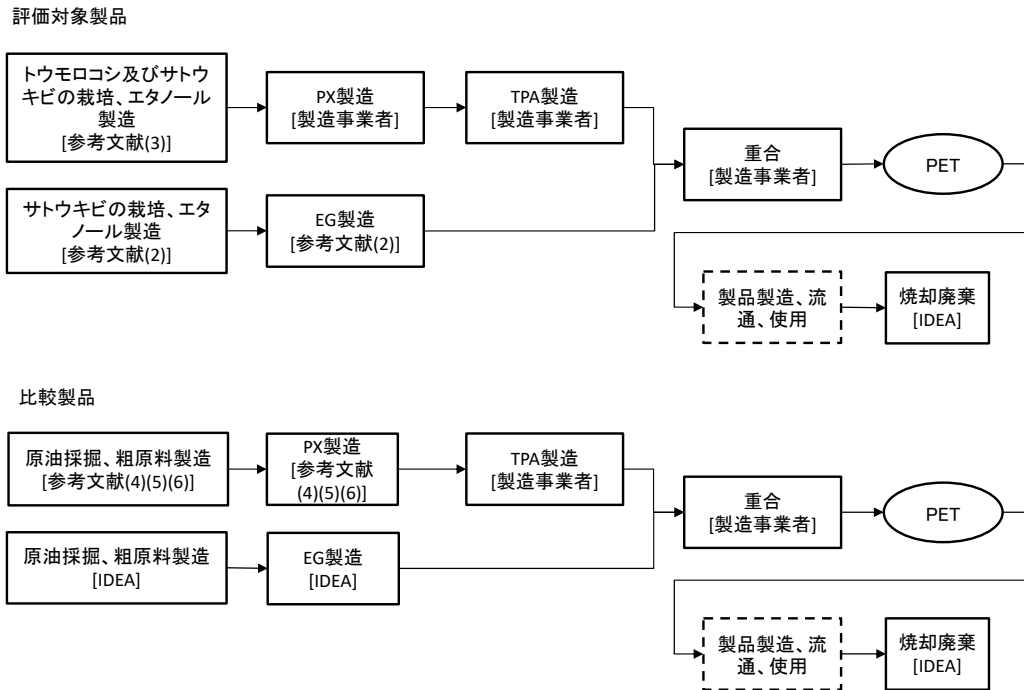 評価対象製品
トウモロコシ及びサトウ
キビの栽培、エタノール
製造
[参考文献(3)]
PX製造
[製造事業者]
TPA製造
[製造事業者]
重合
[製造事業者]
PET
サトウキビの栽培、エタ
ノール製造
[参考文献(2)]
EG製造
[参考文献(2)]
製品製造、流
通、使用
焼却廃棄
[IDEA]
比較製品
原油採掘、粗原料製造
[参考文献(4)(5)(6)]
PX製造
[参考文献
(4)(5)(6)]
TPA製造
[製造事業者]
重合
[製造事業者]
PET
原油採掘、粗原料製造
[IDEA]
EG製造
[IDEA]
製品製造、流
通、使用
焼却廃棄
[IDEA]